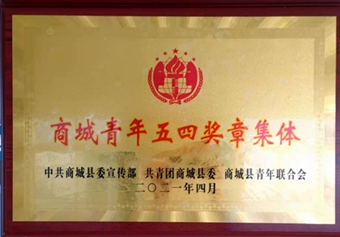 商城青年五四奖章集体
中共商城县委宣传部 共青团商城县委 商城县青年联合会
二〇二一年四月